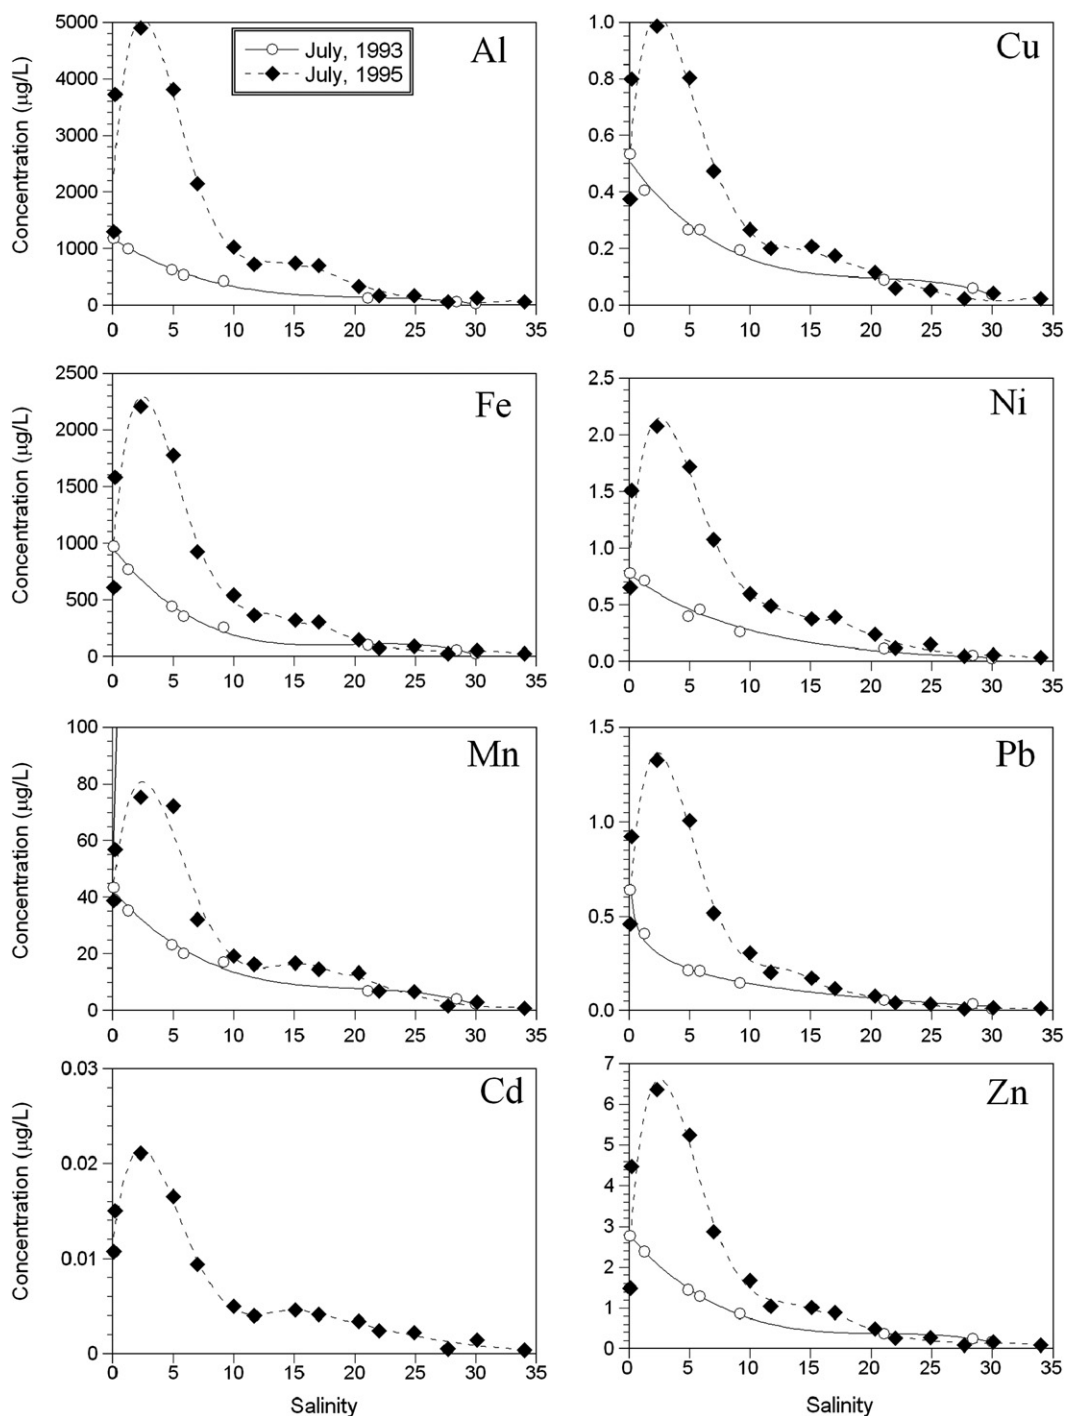 Al
July, 1993
July, 1995
Concentration (µg/L)
5000
4000
3000
2000
1000
0
0 5 10 15 20 25 30 35
Cu
1.0
0.8
0.6
0.4
0.2
0.0
0 5 10 15 20 25 30 35
Fe
Concentration (µg/L)
2500
2000
1500
1000
500
0
0 5 10 15 20 25 30 35
Ni
2.5
2.0
1.5
1.0
0.5
0.0
0 5 10 15 20 25 30 35
Mn
Concentration (µg/L)
100
80
60
40
20
0
0 5 10 15 20 25 30 35
Pb
1.5
1.0
0.5
0.0
0 5 10 15 20 25 30 35
Cd
Concentration (µg/L)
0.03
0.02
0.01
0
0 5 10 15 20 25 30 35
Salinity
Zn
7
6
5
4
3
2
1
0
0 5 10 15 20 25 30 35
Salinity